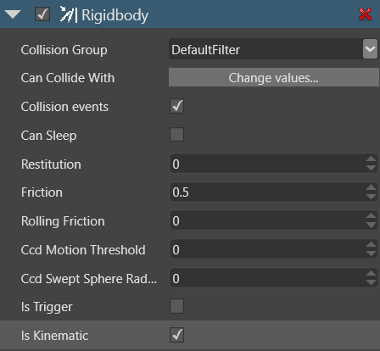 Rigidbody
Collision Group DefaultFilter
Can Collide With Change values...
Collision events
Can Sleep
Restitution 0
Friction 0.5
Rolling Friction 0
Ccd Motion Threshold 0
Ccd Swept Sphere Rad... 0
Is Trigger
Is Kinematic